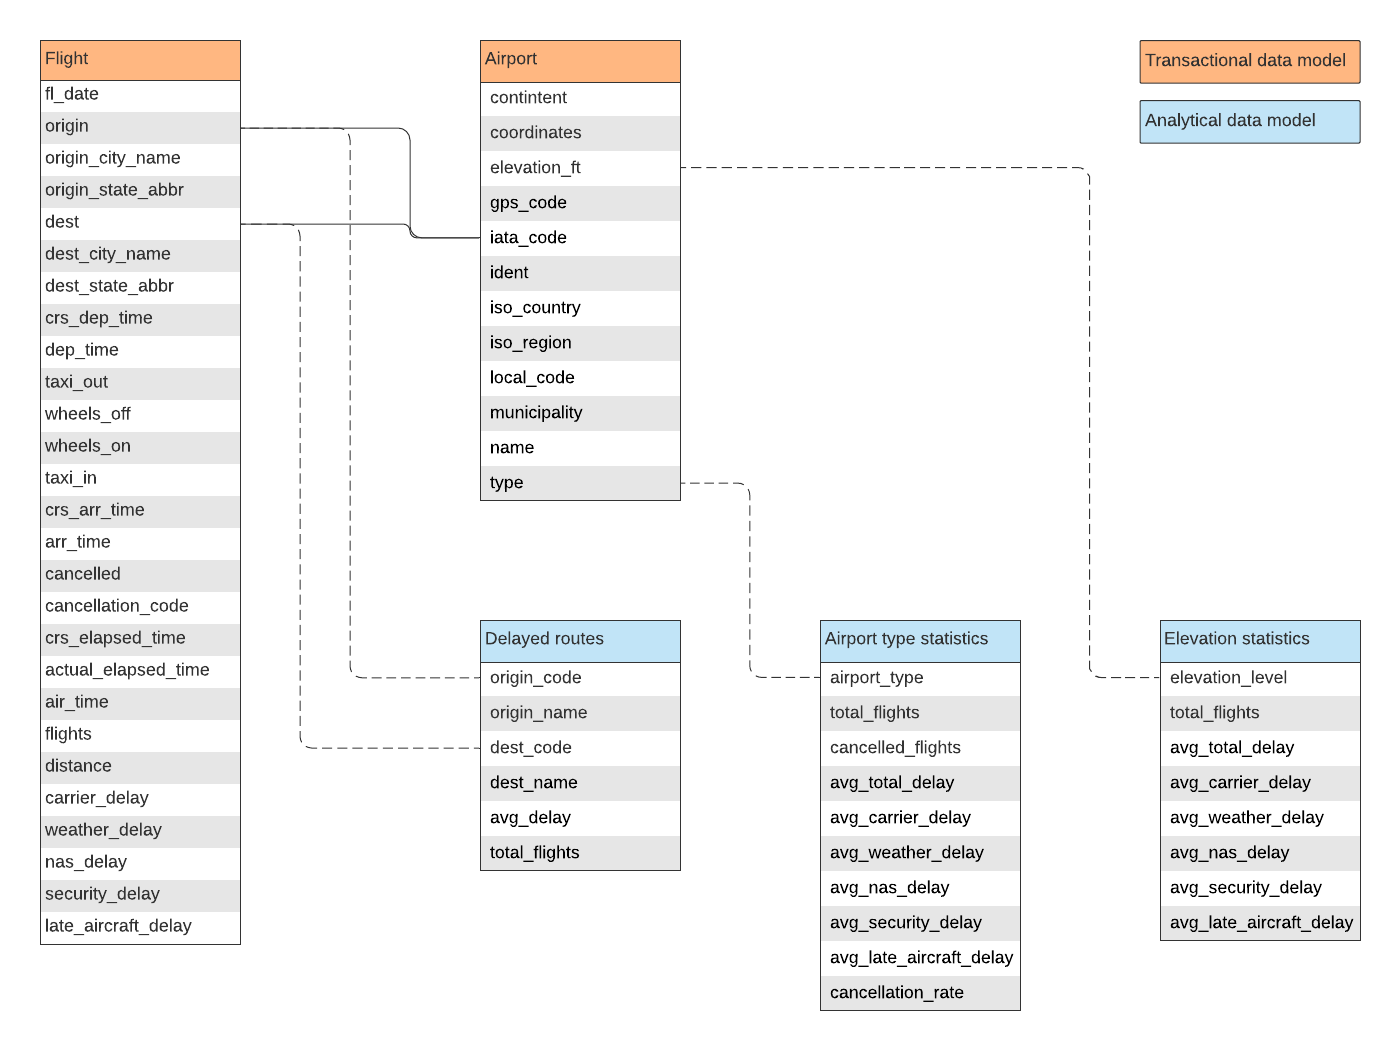 Flight
fl_date
origin
origin_city_name
origin_state_abbr
dest
dest_city_name
dest_state_abbr
crs_dep_time
dep_time
taxi_out
wheels_off
wheels_on
taxi_in
crs_arr_time
arr_time
cancelled
cancellation_code
crs_elapsed_time
actual_elapsed_time
air_time
flights
distance
carrier_delay
weather_delay
nas_delay
security_delay
late_aircraft_delay
Airport
contintent
coordinates
elevation_ft
gps_code
iata_code
ident
iso_country
iso_region
local_code
municipality
name
type
Transactional data model
Analytical data model
Delayed routes
origin_code
origin_name
dest_code
dest_name
avg_delay
total_flights
Airport type statistics
airport_type
total_flights
cancelled_flights
avg_total_delay
avg_carrier_delay
avg_weather_delay
avg_nas_delay
avg_security_delay
avg_late_aircraft_delay
cancellation_rate
Elevation statistics
elevation_level
total_flights
avg_total_delay
avg_carrier_delay
avg_weather_delay
avg_nas_delay
avg_security_delay
avg_late_aircraft_delay